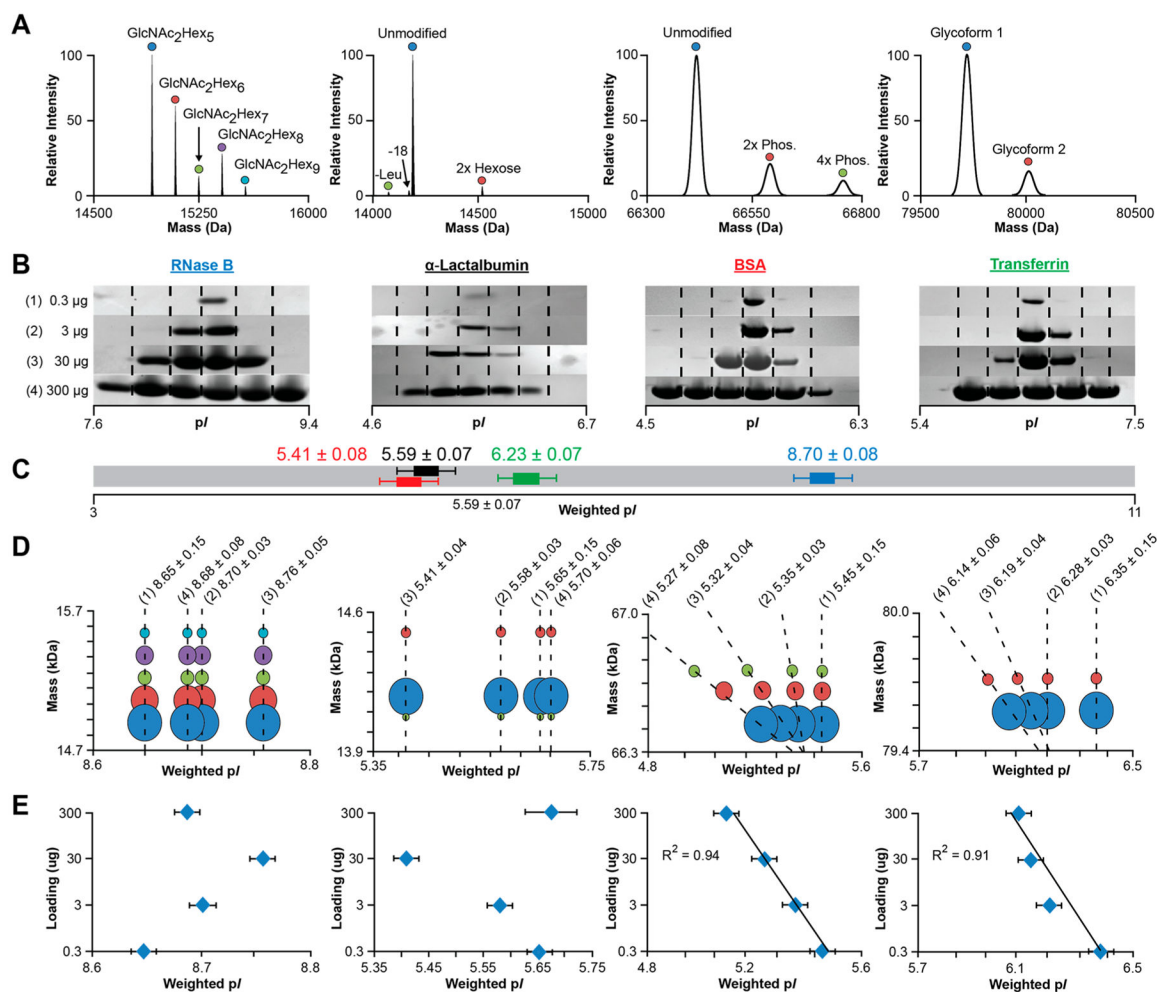 A
GlcNAc2Hex5
GlcNAc2Hex6
GlcNAc2Hex7
GlcNAc2Hex8
GlcNAc2Hex9
Relative Intensity
100
50
0
14500
15250
16000
Mass (Da)
Unmodified
-18
-Leu
2x Hexose
Relative Intensity
100
50
0
14000
14500
15000
Mass (Da)
Unmodified
2x Phos.
4x Phos.
Relative Intensity
100
50
0
66300
66550
66800
Mass (Da)
Glycoform 1
Glycoform 2
Relative Intensity
100
50
0
79500
80000
80500
Mass (Da)
B
RNase B
α-Lactalbumin
BSA
Transferrin
(1) 0.3 µg
(2) 3 µg
(3) 30 µg
(4) 300 µg
7.6
pI
9.4
4.6
pI
6.7
4.5
pI
6.3
5.4
pI
7.5
C
5.41 ± 0.08
5.59 ± 0.07
6.23 ± 0.07
8.70 ± 0.08
5.59 ± 0.07
3
Weighted pI
11
D
(1) 8.65 ± 0.15
(4) 8.68 ± 0.08
(2) 8.70 ± 0.03
(3) 8.76 ± 0.05
15.7
Mass (kDa)
14.7
8.6
Weighted pI
8.8
(3) 5.41 ± 0.04
(2) 5.58 ± 0.03
(1) 5.65 ± 0.15
(4) 5.70 ± 0.06
14.6
Mass (kDa)
13.9
5.35
Weighted pI
5.75
(4) 5.27 ± 0.08
(3) 5.32 ± 0.04
(2) 5.35 ± 0.03
(1) 5.45 ± 0.15
67.0
Mass (kDa)
66.3
4.8
Weighted pI
5.6
(4) 6.14 ± 0.06
(3) 6.19 ± 0.04
(2) 6.28 ± 0.03
(1) 6.35 ± 0.15
80.0
Mass (kDa)
79.4
5.7
Weighted pI
6.5
E
Loading (ug)
300
30
3
0.3
8.6
8.7
8.8
Weighted pI
Loading (ug)
300
30
3
0.3
5.35
5.45
5.55
5.65
5.75
Weighted pI
Loading (ug)
300
30
3
0.3
R2 = 0.94
4.8
5.2
5.6
Weighted pI
Loading (ug)
300
30
3
0.3
R2 = 0.91
5.7
6.1
6.5
Weighted pI